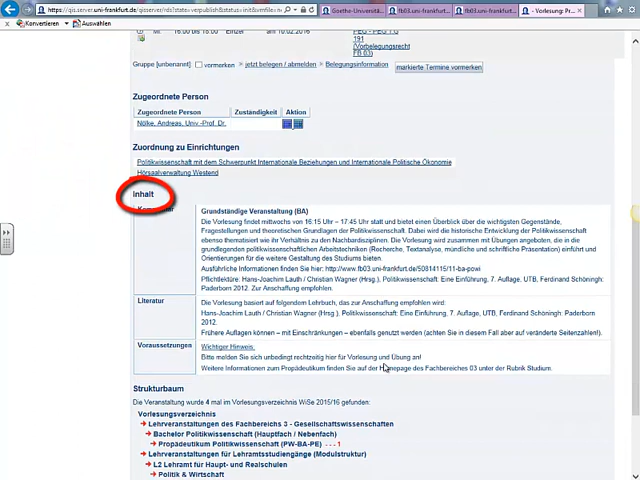 https://qis.server.uni-frankfurt.de/qisserver/rds?state=verpublish&status=init&vmfile=n
Goethe-Universitä
fb03.uni-frankfurt.de
fb03.uni-frankfurt.de
- Vorlesung: Pr...
Konvertieren
Auswählen
Mi. 16:00 bis 18:00 Einzel am 10.02.2016
PEG - PEG 1.G
191
(Vorbelegungsrecht
FB 03)
Gruppe [unbenannt]: vormerken » jetzt belegen / abmelden » Belegungsinformation markierte Termine vormerken
Zugeordnete Person
Zugeordnete Person Zuständigkeit Aktion
Nölke, Andreas, Univ.-Prof. Dr.
Zuordnung zu Einrichtungen
Politikwissenschaft mit dem Schwerpunkt Internationale Beziehungen und Internationale Politische Ökonomie
Hörsaalverwaltung Westend
Inhalt
Kommentar
Grundständige Veranstaltung (BA)
Die Vorlesung findet mittwochs von 16:15 Uhr – 17:45 Uhr statt und bietet einen Überblick über die wichtigsten Gegenstände,
Fragestellungen und theoretischen Grundlagen der Politikwissenschaft. Dabei wird die historische Entwicklung der Politikwissenschaft
ebenso thematisiert wie ihr Verhältnis zu den Nachbardisziplinen. Die Vorlesung wird zusammen mit Übungen angeboten, die in die
grundlegenden politikwissenschaftlichen Arbeitstechniken (Recherche, Textanalyse, mündliche und schriftliche Präsentation) einführt und
Orientierungen für die weitere Gestaltung des Studiums bieten.
Ausführliche Informationen finden Sie hier: http://www.fb03.uni-frankfurt.de/50814115/11-ba-powi
Pflichtlektüre: Hans-Joachim Lauth / Christian Wagner (Hrsg.), Politikwissenschaft: Eine Einführung, 7. Auflage, UTB, Ferdinand Schöningh:
Paderborn 2012. Zur Anschaffung empfohlen.
Literatur
Die Vorlesung basiert auf folgendem Lehrbuch, das zur Anschaffung empfohlen wird:
Hans-Joachim Lauth / Christian Wagner (Hrsg.), Politikwissenschaft: Eine Einführung, 7. Auflage, UTB, Ferdinand Schöningh: Paderborn
2012.
Frühere Auflagen können – mit Einschränkungen – ebenfalls genutzt werden (achten Sie in diesem Fall aber auf veränderte Seitenzahlen!).
Voraussetzungen
Wichtiger Hinweis:
Bitte melden Sie sich unbedingt rechtzeitig hier für Vorlesung und Übung an!
Weitere Informationen zum Propädeutikum finden Sie auf der Homepage des Fachbereiches 03 unter der Rubrik Studium.
Strukturbaum
Die Veranstaltung wurde 4 mal im Vorlesungsverzeichnis WiSe 2015/16 gefunden:
Vorlesungsverzeichnis
Lehrveranstaltungen des Fachbereichs 3 - Gesellschaftswissenschaften
Bachelor Politikwissenschaft (Hauptfach / Nebenfach)
Propädeutikum Politikwissenschaft (PW-BA-PE) - - - 1
Lehrveranstaltungen für Lehramtsstudiengänge (Modulstruktur)
L2 Lehramt für Haupt- und Realschulen
Politik & Wirtschaft